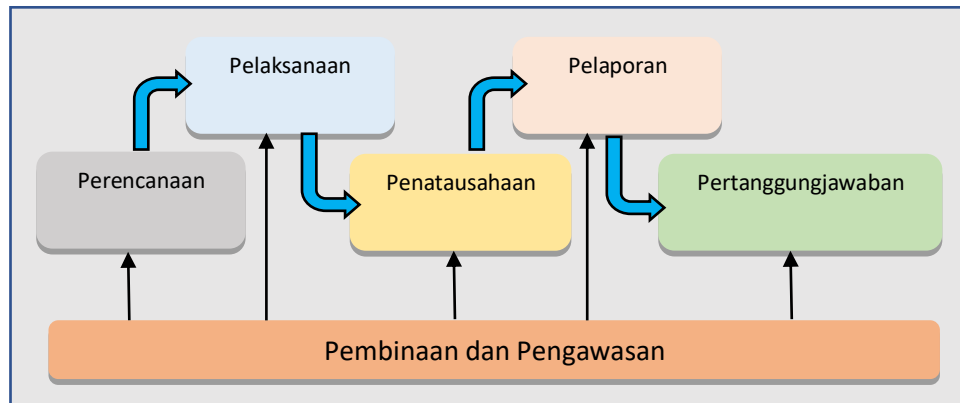 Pelaksanaan
Pelaporan
Perencanaan
Penatausahaan
Pertanggungjawaban
Pembinaan dan Pengawasan